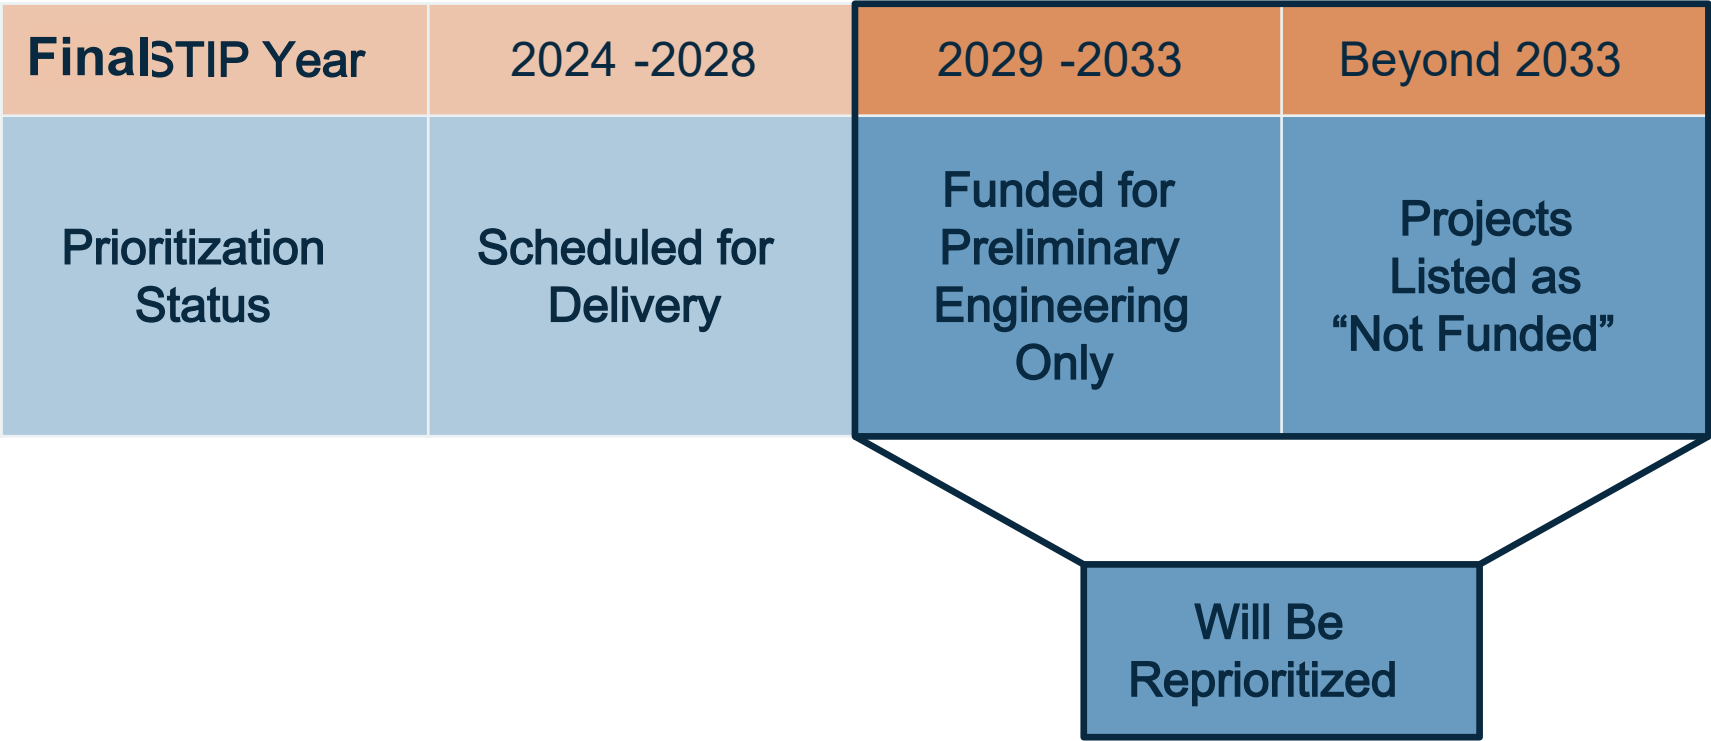 Final STIP Year
2024 -2028
2029 -2033
Beyond 2033
Prioritization
Status
Scheduled for
Delivery
Funded for
Preliminary
Engineering
Only
Projects
Listed as
“Not Funded”
Will Be
Reprioritized